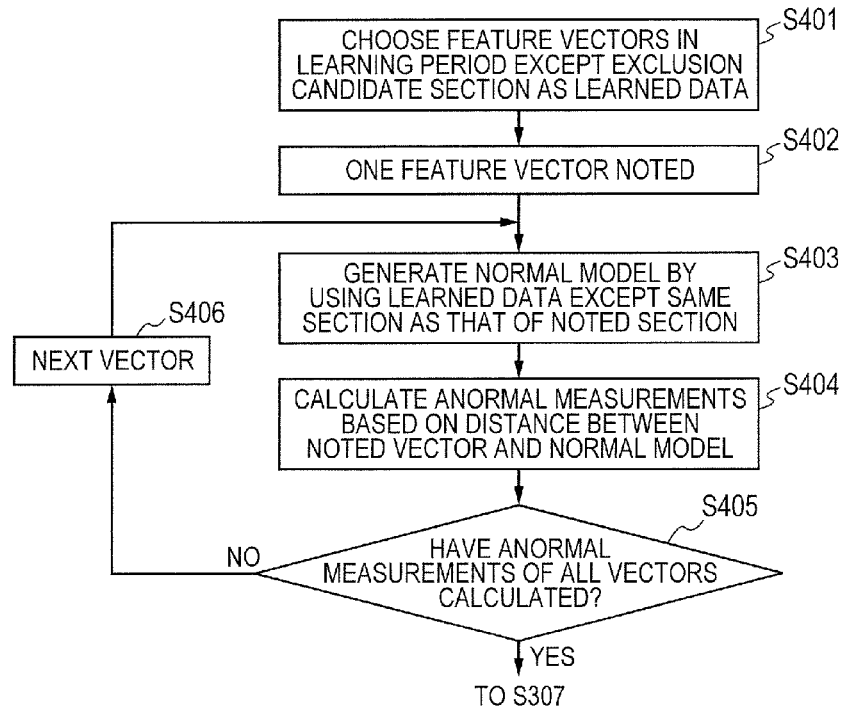 S401
CHOOSE FEATURE VECTORS IN
LEARNING PERIOD EXCEPT EXCLUSION
CANDIDATE SECTION AS LEARNED DATA
S402
ONE FEATURE VECTOR NOTED
S403
GENERATE NORMAL MODEL BY
USING LEARNED DATA EXCEPT SAME
SECTION AS THAT OF NOTED SECTION
S406
NEXT VECTOR
S404
CALCULATE ANORMAL MEASUREMENTS
BASED ON DISTANCE BETWEEN
NOTED VECTOR AND NORMAL MODEL
S405
NO
HAVE ANORMAL
MEASUREMENTS OF ALL VECTORS
CALCULATED?
YES
TO S307